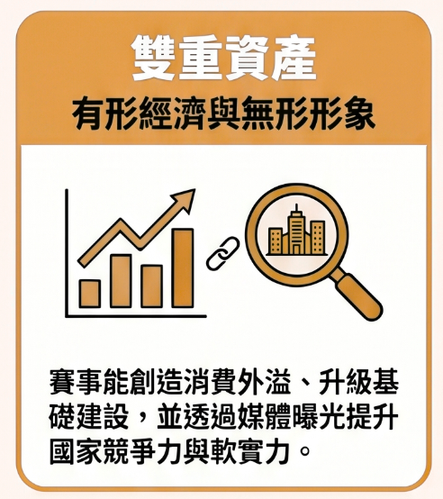 雙重資產
有形經濟與無形形象
賽事能創造消費外溢、升級基
礎建設，並透過媒體曝光提升
國家競爭力與軟實力。